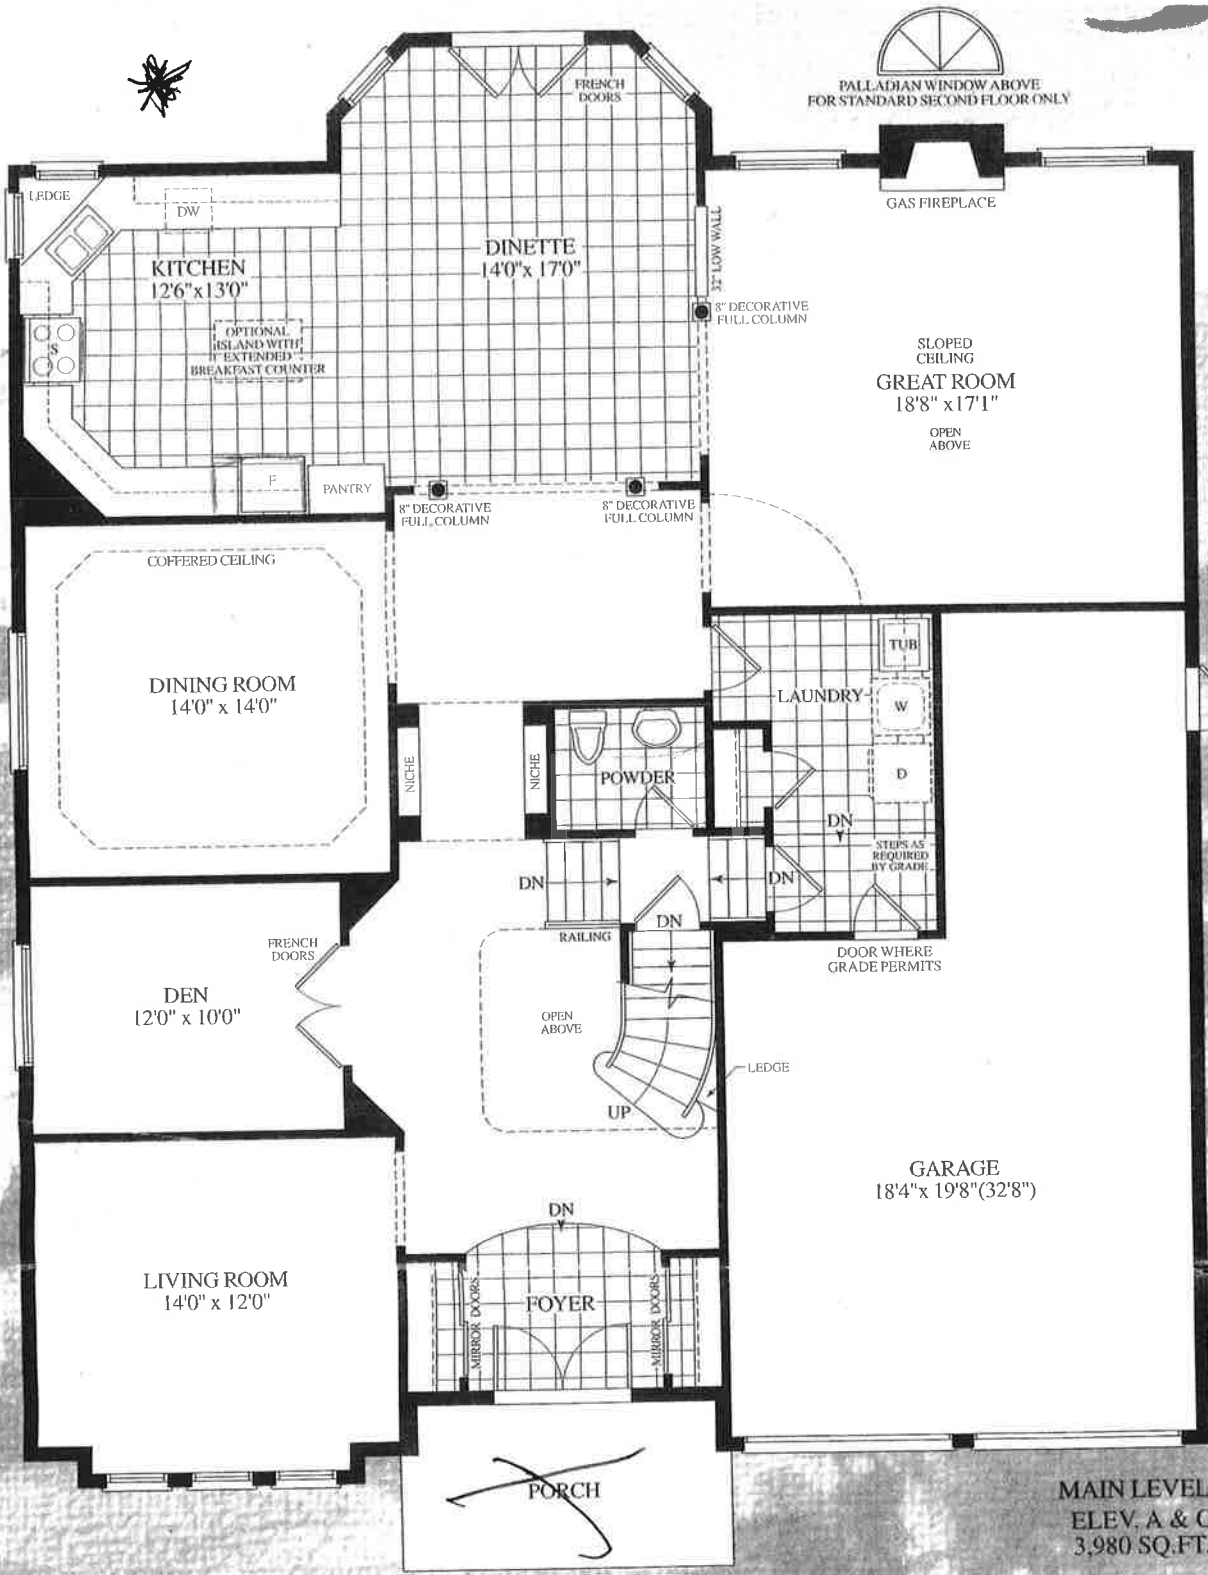 PALLADIAN WINDOW ABOVE
FOR STANDARD SECOND FLOOR ONLY
FRENCH
DOORS
LEDGE
DW
GAS FIREPLACE
KITCHEN
12'6"x13'0"
DINETTE
14'0"x 17'0"
32" LOW WALL
8" DECORATIVE
FULL COLUMN
OPTIONAL
ISLAND WITH
EXTENDED
BREAKFAST COUNTER
S
SLOPED
CEILING
GREAT ROOM
18'8" x17'1"
OPEN
ABOVE
F
PANTRY
8" DECORATIVE
FULL COLUMN
8" DECORATIVE
FULL COLUMN
COFFERED CEILING
DINING ROOM
14'0" x 14'0"
NICHE
NICHE
POWDER
LAUNDRY
TUB
W
D
DN
STEPS AS
REQUIRED
BY GRADE
DN
DN
DN
RAILING
DOOR WHERE
GRADE PERMITS
FRENCH
DOORS
DEN
12'0" x 10'0"
OPEN
ABOVE
LEDGE
UP
GARAGE
18'4"x 19'8"(32'8")
DN
LIVING ROOM
14'0" x 12'0"
MIRROR DOORS
FOYER
MIRROR DOORS
PORCH
MAIN LEVEL
ELEV. A & C
3,980 SQ.FT.